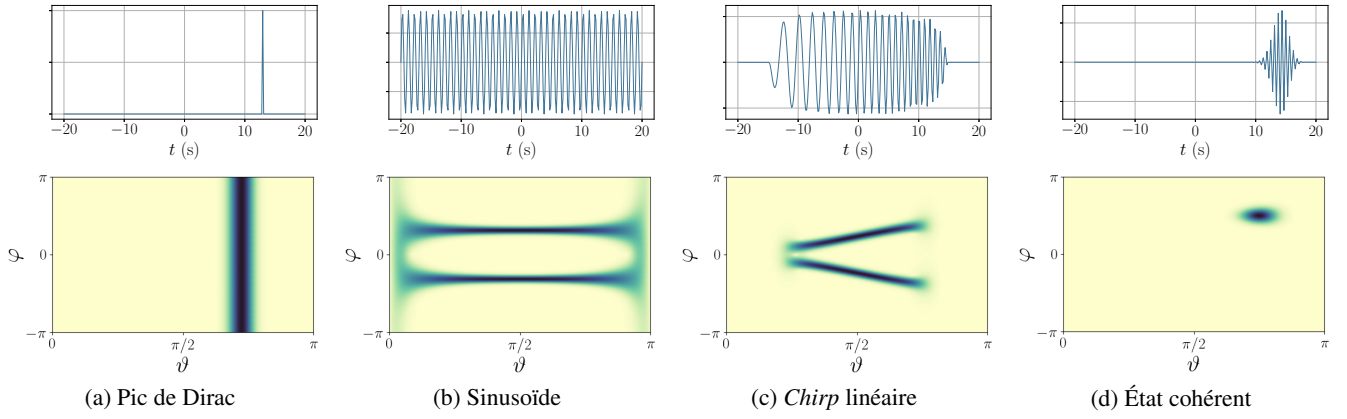 −20 −10 0 10 20
t (s)
−20 −10 0 10 20
t (s)
−20 −10 0 10 20
t (s)
−20 −10 0 10 20
t (s)
π
φ 0
−π
0 π/2 π
ϑ
π
φ 0
−π
0 π/2 π
ϑ
π
φ 0
−π
0 π/2 π
ϑ
π
φ 0
−π
0 π/2 π
ϑ
(a) Pic de Dirac
(b) Sinusoïde
(c) Chirp linéaire
(d) État cohérent